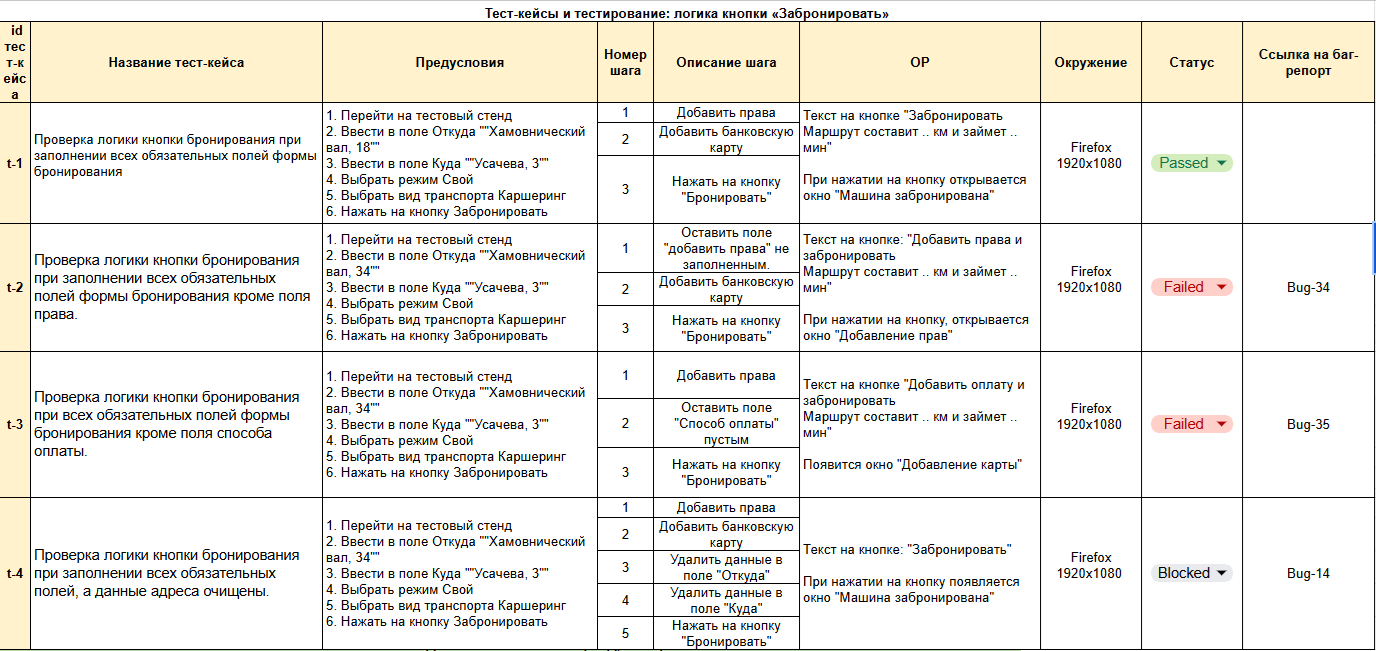 Тест-кейсы и тестирование: логика кнопки «Забронировать»
id
тес
т-к
ейс
а
Название тест-кейса
Предусловия
Номер
шага
Описание шага
ОР
Окружение
Статус
Ссылка на баг-
репорт
t-1
Проверка логики кнопки бронирования при
заполнении всех обязательных полей формы
бронирования
1. Перейти на тестовый стенд
2. Ввести в поле Откуда ""Хамовнический
вал, 18""
3. Ввести в поле Куда ""Усачева, 3""
4. Выбрать режим Свой
5. Выбрать вид транспорта Каршеринг
6. Нажать на кнопку Забронировать
1
Добавить права
2
Добавить банковскую
карту
3
Нажать на кнопку
"Бронировать"
Текст на кнопке "Забронировать
Маршрут составит .. км и займет ..
мин"
При нажатии на кнопку открывается
окно "Машина забронирована"
Firefox
1920x1080
Passed
t-2
Проверка логики кнопки бронирования
при заполнении всех обязательных
полей формы бронирования кроме поля
права.
1. Перейти на тестовый стенд
2. Ввести в поле Откуда ""Хамовнический
вал, 34""
3. Ввести в поле Куда ""Усачева, 3""
4. Выбрать режим Свой
5. Выбрать вид транспорта Каршеринг
6. Нажать на кнопку Забронировать
1
Оставить поле
"добавить права" не
заполненным.
2
Добавить банковскую
карту
3
Нажать на кнопку
"Бронировать"
Текст на кнопке: "Добавить права и
забронировать
Маршрут составит .. км и займет ..
мин"
При нажатии на кнопку, открывается
окно "Добавление прав"
Firefox
1920x1080
Failed
Bug-34
t-3
Проверка логики кнопки бронирования
при всех обязательных полей формы
бронирования кроме поля способа
оплаты.
1. Перейти на тестовый стенд
2. Ввести в поле Откуда ""Хамовнический
вал, 34""
3. Ввести в поле Куда ""Усачева, 3""
4. Выбрать режим Свой
5. Выбрать вид транспорта Каршеринг
6. Нажать на кнопку Забронировать
1
Добавить права
2
Оставить поле
"Способ оплаты"
пустым
3
Нажать на кнопку
"Бронировать"
Текст на кнопке "Добавить оплату и
забронировать
Маршрут составит .. км и займет ..
мин"
Появится окно "Добавление карты"
Firefox
1920x1080
Failed
Bug-35
t-4
Проверка логики кнопки бронирования
при заполнении всех обязательных
полей, а данные адреса очищены.
1. Перейти на тестовый стенд
2. Ввести в поле Откуда ""Хамовнический
вал, 34""
3. Ввести в поле Куда ""Усачева, 3""
4. Выбрать режим Свой
5. Выбрать вид транспорта Каршеринг
6. Нажать на кнопку Забронировать
1
Добавить права
2
Добавить банковскую
карту
3
Удалить данные в
поле "Откуда"
4
Удалить данные в
поле "Куда"
5
Нажать на кнопку
"Бронировать"
Текст на кнопке: "Забронировать"
При нажатии на кнопку появляется
окно "Машина забронирована"
Firefox
1920x1080
Blocked
Bug-14